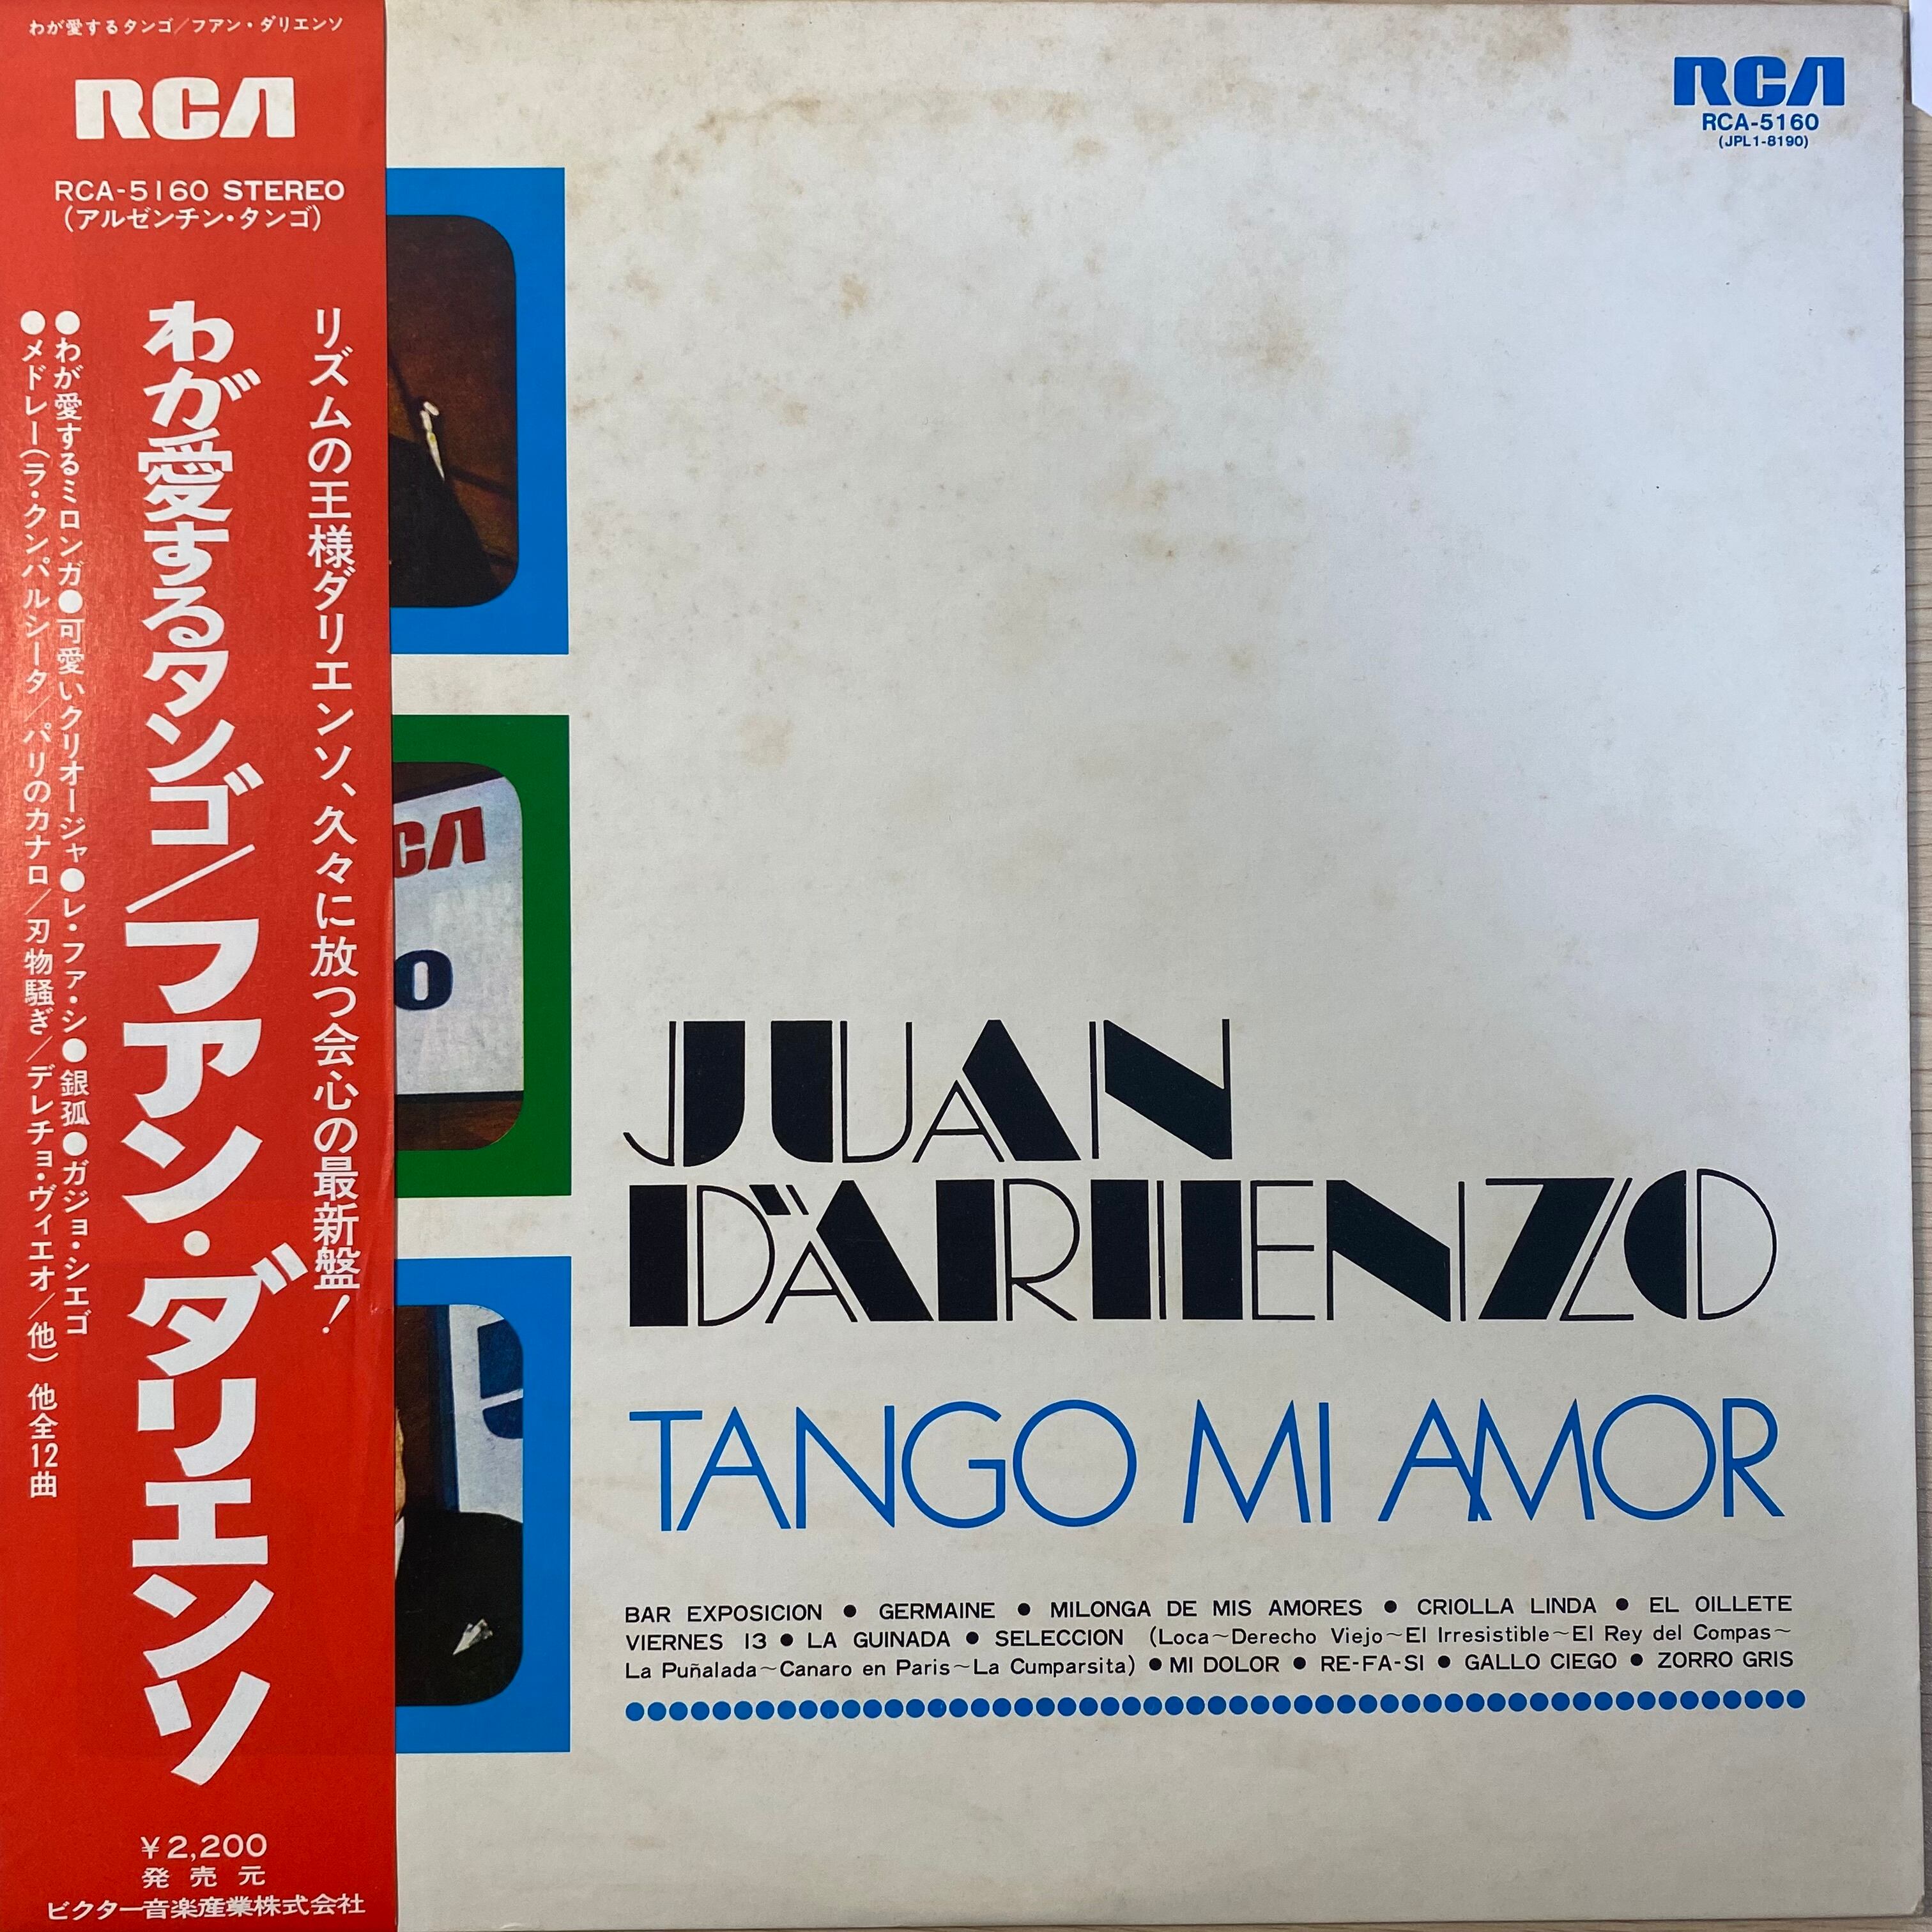 わが愛するタンゴ/フアン・ダリエンソ
RCA
RCA-5160 STEREO
(アルゼンチン・タンゴ)
リズムの王様ダリエンソ、久々に放つ会心の最新盤!
わが愛するタンゴ/フアン・ダリエンソ
●わが愛するミロンガ●可愛いクリオージャ●レ・ファ・シ●銀狐●ガジョ・シエゴ
●メドレー(ラ・クンパルシータ/パリのカナロ/刃物騒ぎ/デレチョ・ヴィエオ/他) 他全12曲
¥2,200
発売元
ビクター音楽産業株式会社
RCA
RCA-5160
(JPL1-8190)
CA
O
JUAN
D'ARIENZO
TANGO MI AMOR
BAR EXPOSICION ● GERMAINE ● MILONGA DE MIS AMORES ● CRIOLLA LINDA ● EL OILLETE
VIERNES 13 ● LA GUINADA ● SELECCION (Loca~Derecho Viejo~El Irresistible~El Rey del Compas~
La Puñalada~Canaro en Paris~La Cumparsita) ● MI DOLOR ● RE-FA-SI ● GALLO CIEGO ● ZORRO GRIS